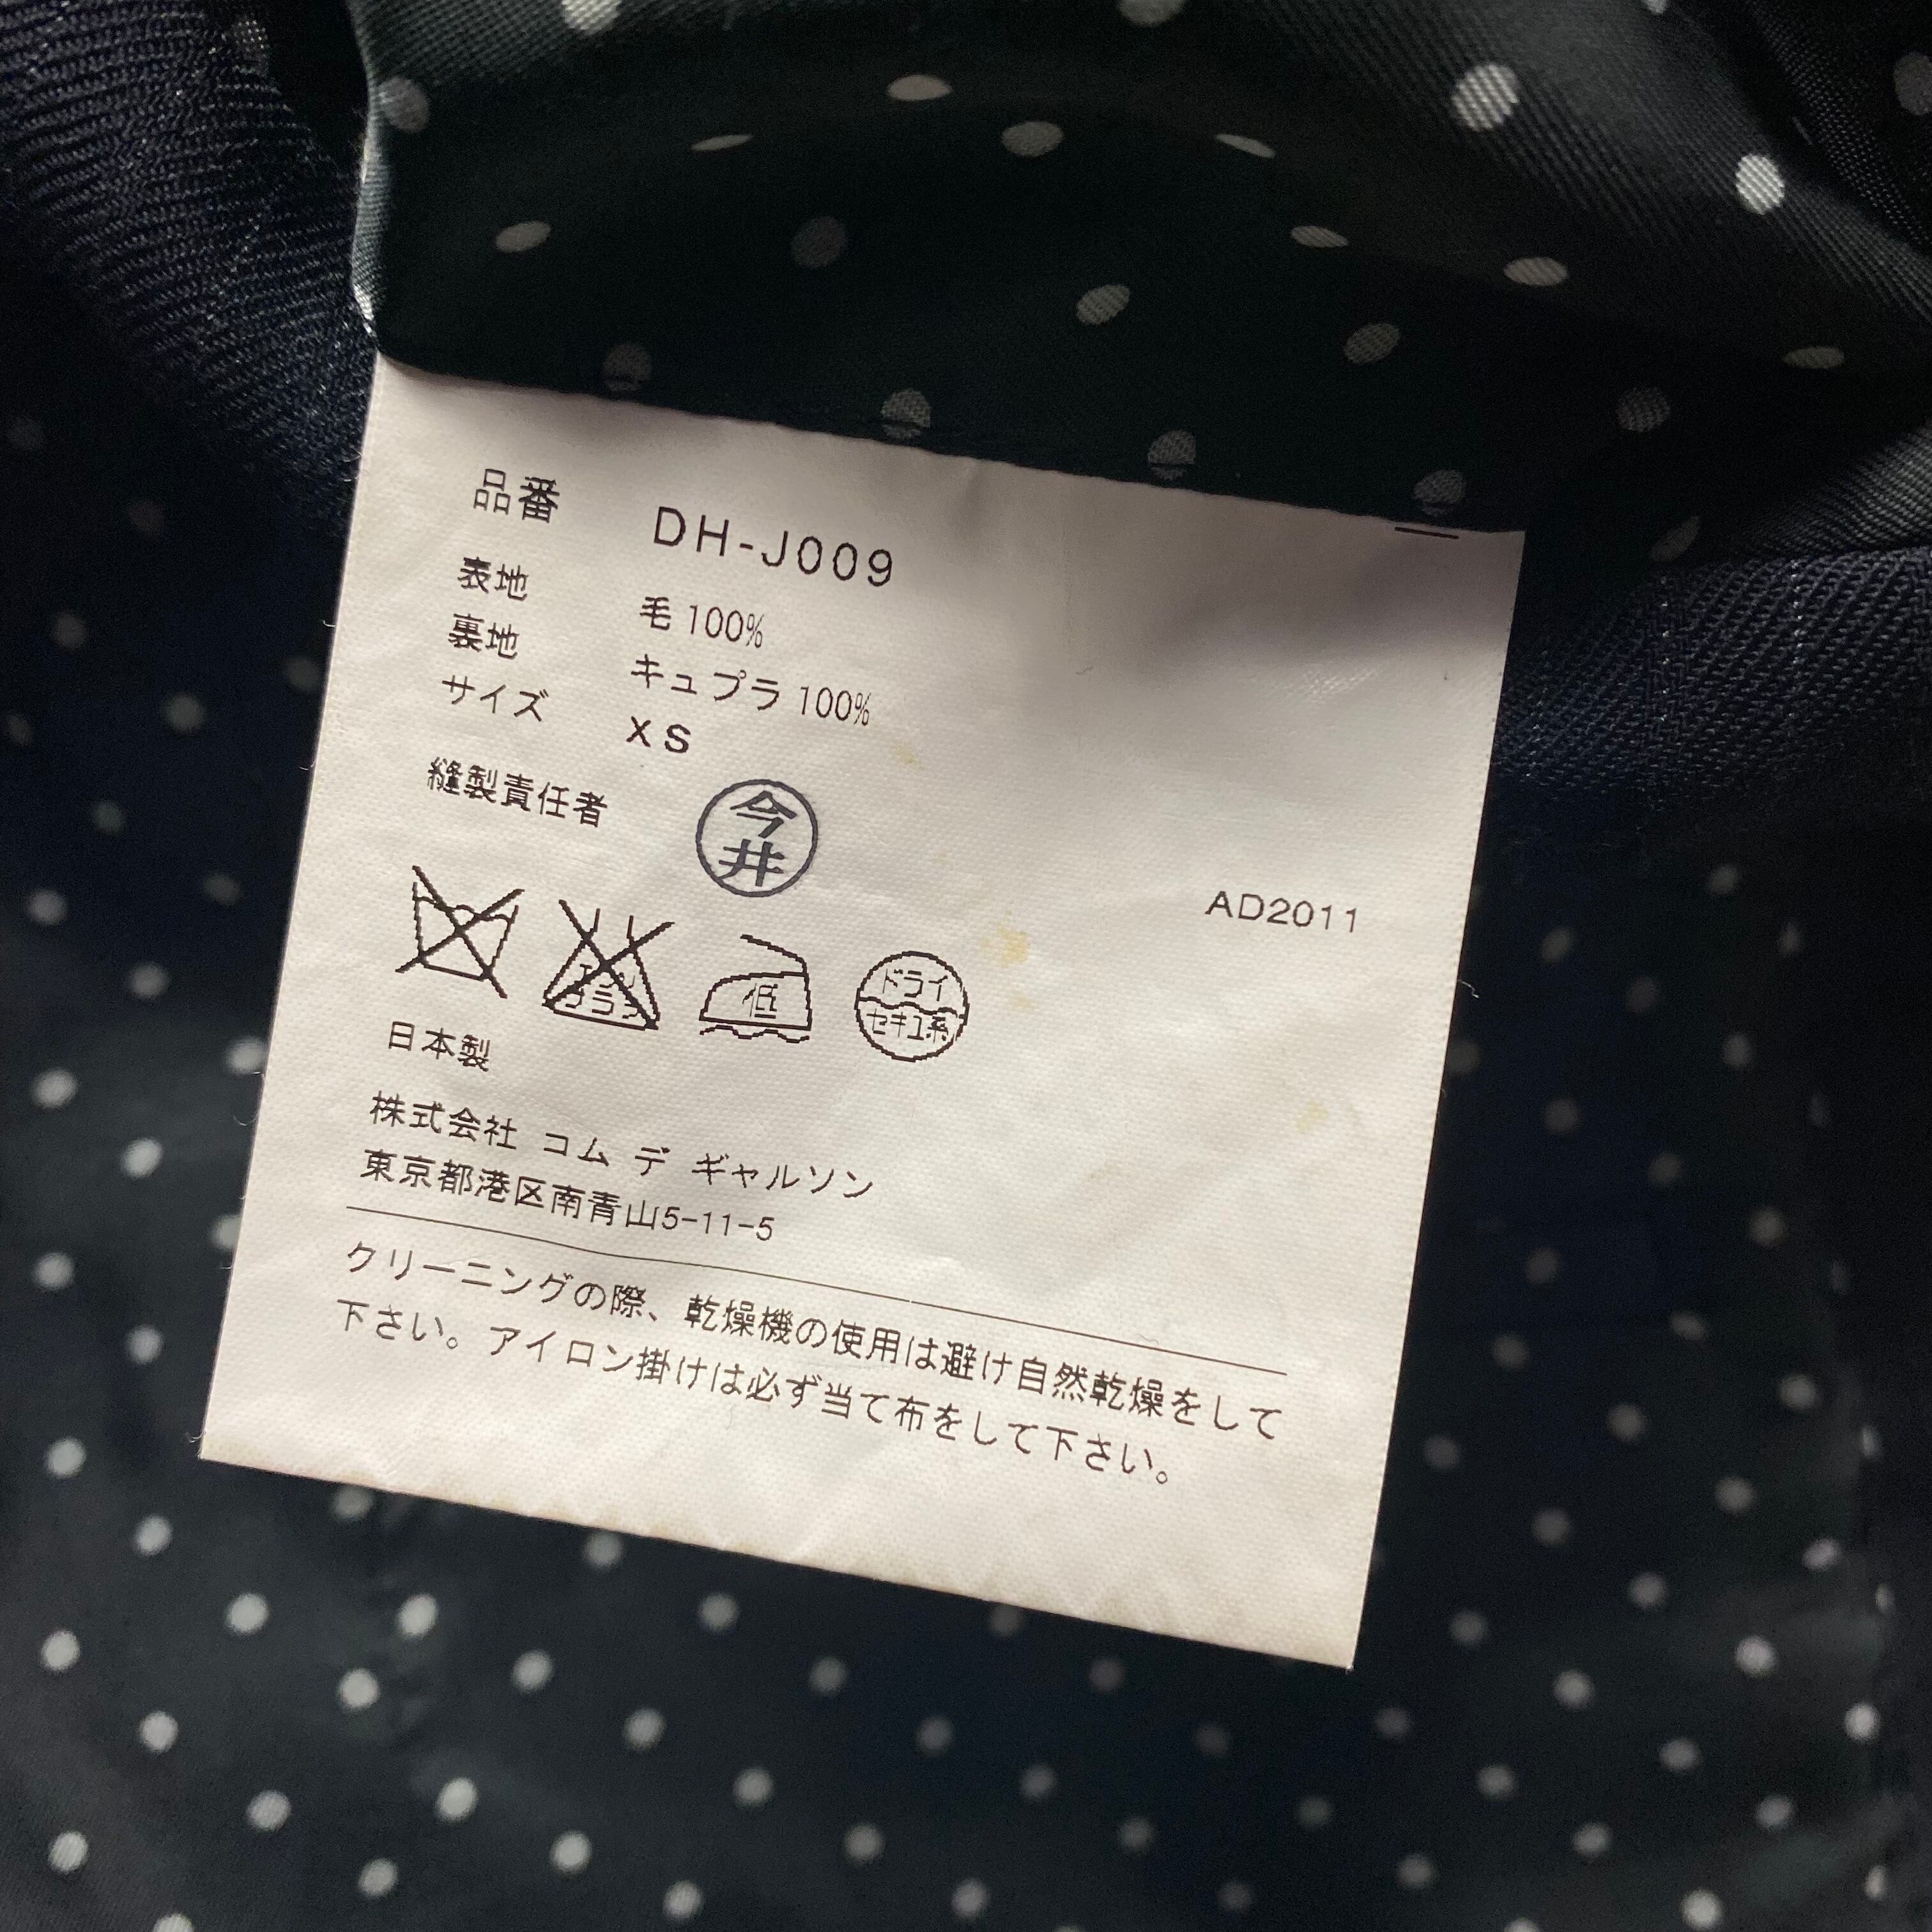 品番 DH-J009
表地 毛 100%
裏地 キュプラ 100%
サイズ XS
縫製責任者 今井
AD2011
エンソ
フラ
低
ドライ
セキユ系
日本製
株式会社 コム デ ギャルソン
東京都港区南青山5-11-5
クリーニングの際、乾燥機の使用は避け自然乾燥をして
下さい。アイロン掛けは必ず当て布をして下さい。